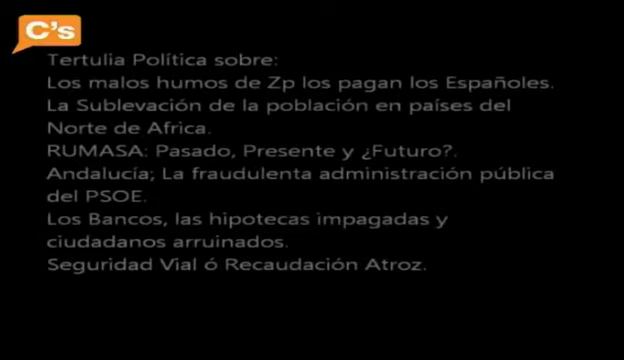 C's
Tertulia Política sobre:
Los malos humos de Zp los pagan los Españoles.
La Sublevación de la población en países del
Norte de Africa.
RUMASA: Pasado, Presente y ¿Futuro?.
Andalucía; La fraudulenta administración pública
del PSOE.
Los Bancos, las hipotecas impagadas y
ciudadanos arruinados.
Seguridad Vial ó Recaudación Atroz.